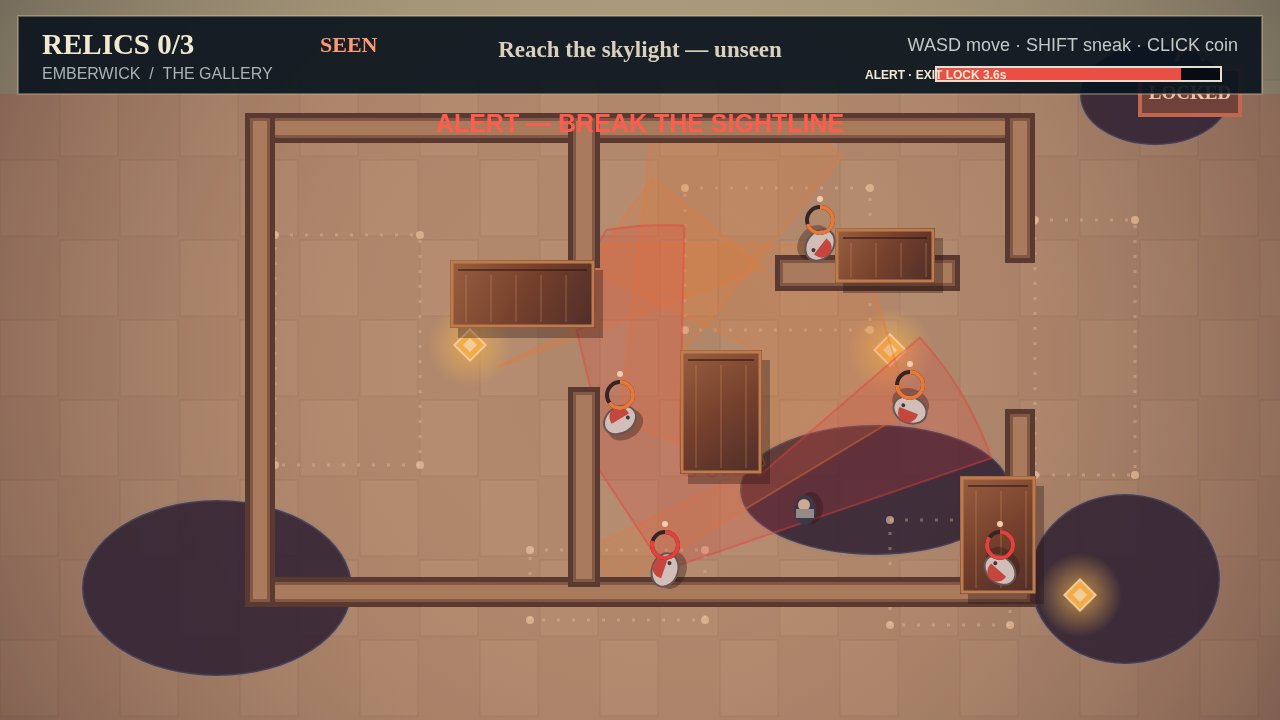 RELICS 0/3
SEEN
Reach the skylight — unseen
WASD move · SHIFT sneak · CLICK coin
EMBERWICK / THE GALLERY
ALERT · EXIT LOCK 3.6s
LOCKED
ALERT — BREAK THE SIGHTLINE